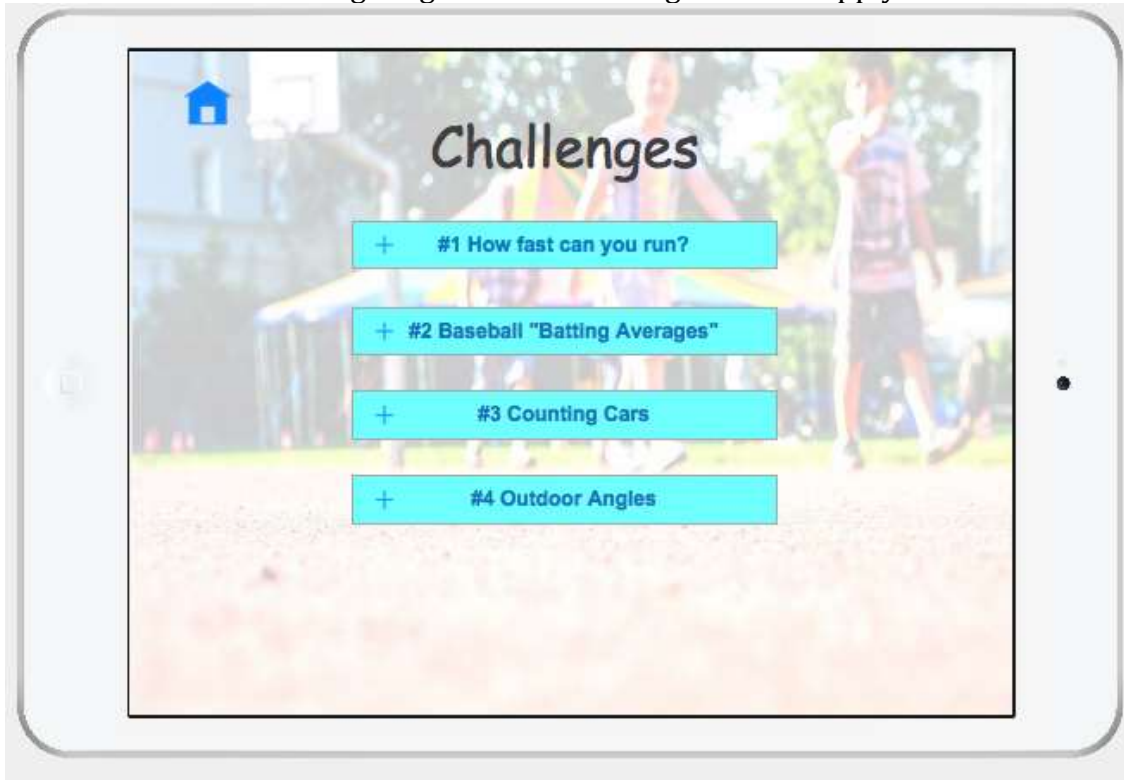 Challenges
#1 How fast can you run?
#2 Baseball "Batting Averages"
#3 Counting Cars
#4 Outdoor Angles